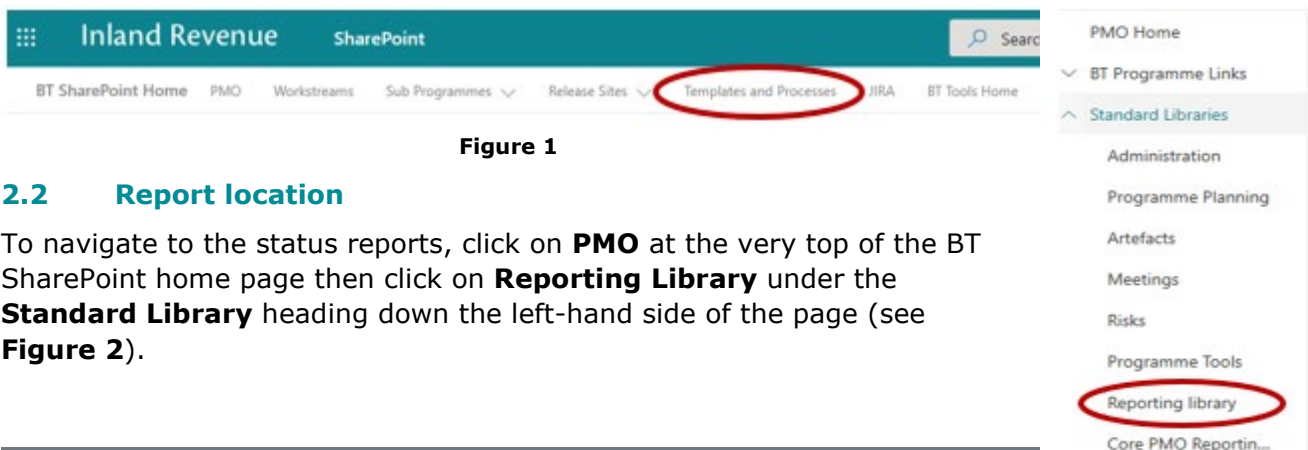 Inland Revenue SharePoint Searc
BT SharePoint Home PMO Workstreams Sub Programmes Release Sites Templates and Processes JIRA BT Tools Home
Figure 1
2.2 Report location
To navigate to the status reports, click on PMO at the very top of the BT
SharePoint home page then click on Reporting Library under the
Standard Library heading down the left-hand side of the page (see
Figure 2).
PMO Home
BT Programme Links
Standard Libraries
Administration
Programme Planning
Artefacts
Meetings
Risks
Programme Tools
Reporting library
Core PMO Reportin...